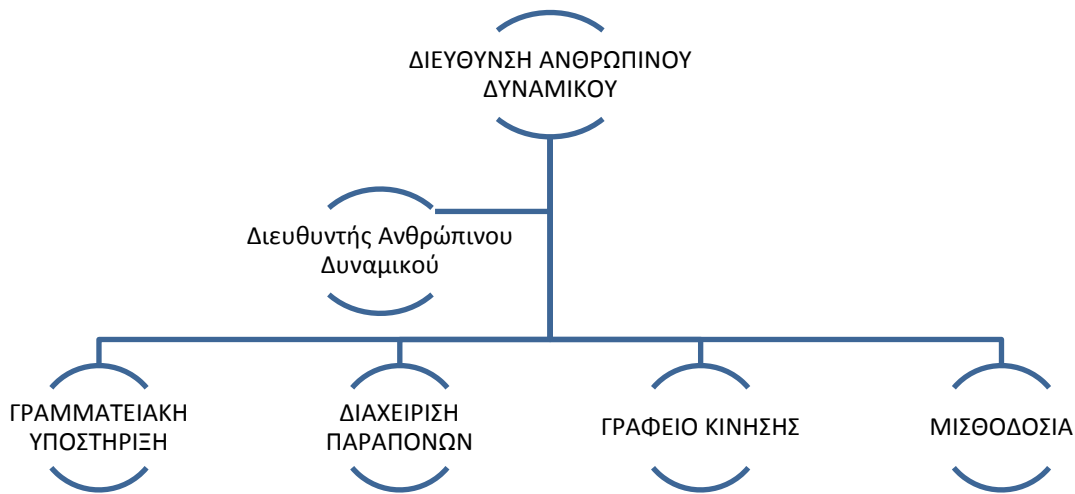 ΔΙΕΥΘΥΝΣΗ ΑΝΘΡΩΠΙΝΟΥ
ΔΥΝΑΜΙΚΟΥ
Διευθυντής Ανθρώπινου
Δυναμικού
ΓΡΑΜΜΑΤΕΙΑΚΗ
ΥΠΟΣΤΗΡΙΞΗ
ΔΙΑΧΕΙΡΙΣΗ
ΠΑΡΑΠΟΝΩΝ
ΓΡΑΦΕΙΟ ΚΙΝΗΣΗΣ
ΜΙΣΘΟΔΟΣΙΑ